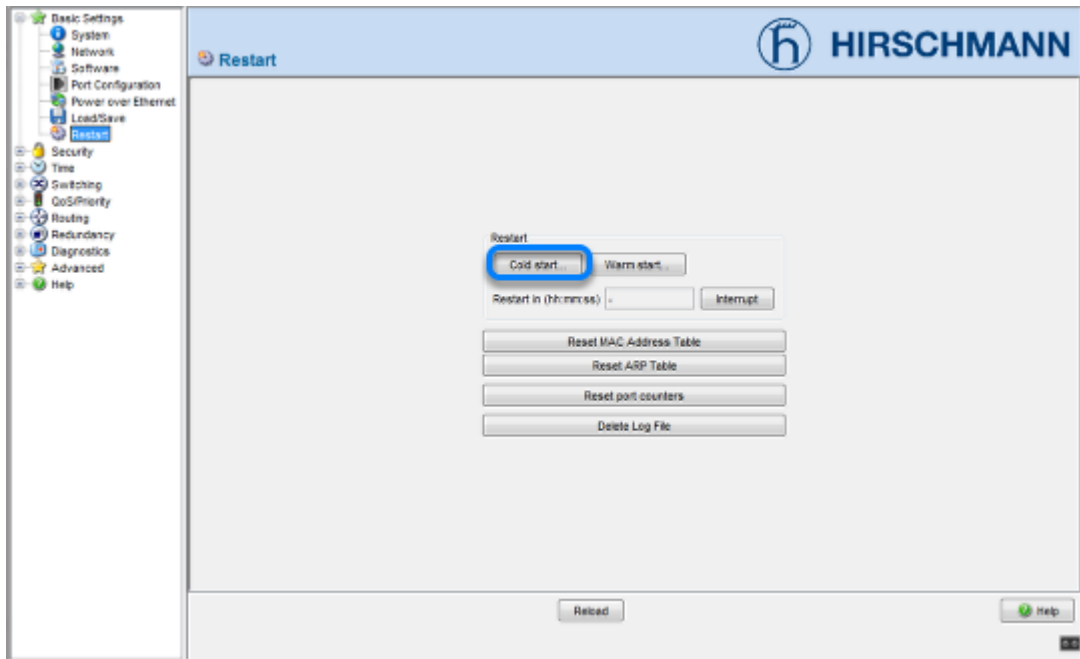 Basic Settings
System
Network
Software
Port Configuration
Power over Ethernet
Load/Save
Restart
Security
Time
Switching
QoS/Priority
Routing
Redundancy
Diagnostics
Advanced
Help
Restart
HIRSCHMANN
Restart
Cold start... Warm start...
Restart in (hh:mm:ss) - Interrupt
Reset MAC Address Table
Reset ARP Table
Reset port counters
Delete Log File
Reload
Help